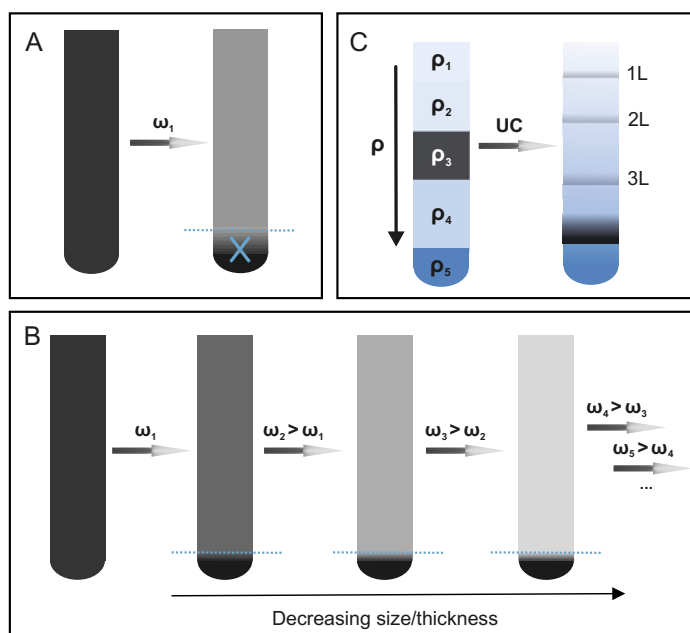 A
ω1
C
ρ
ρ1
ρ2
ρ3
ρ4
ρ5
UC
1L
2L
3L
B
ω1
ω2 > ω1
ω3 > ω2
ω4 > ω3
ω5 > ω4
...
Decreasing size/thickness